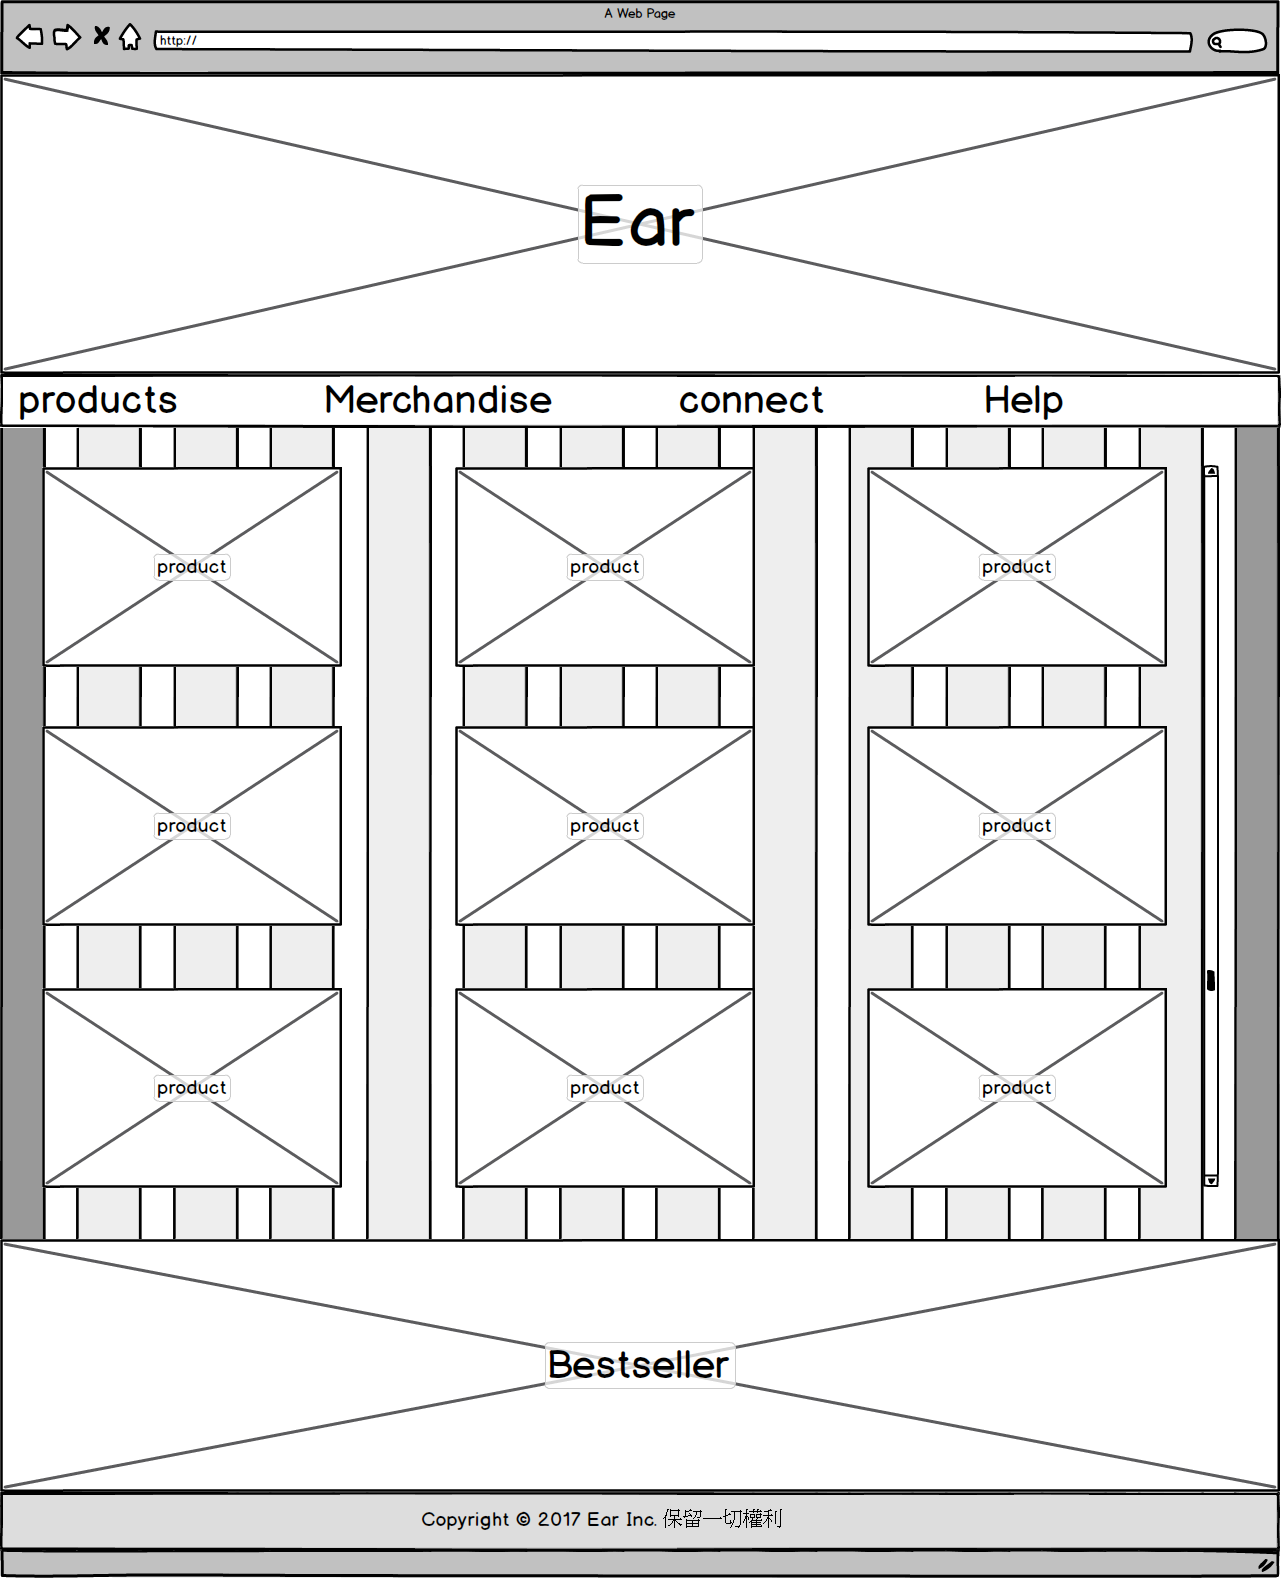 A Web Page
http://
Ear
products Merchandise connect Help
product product product
product product product
product product product
Bestseller
Copyright © 2017 Ear Inc. 保留一切權利